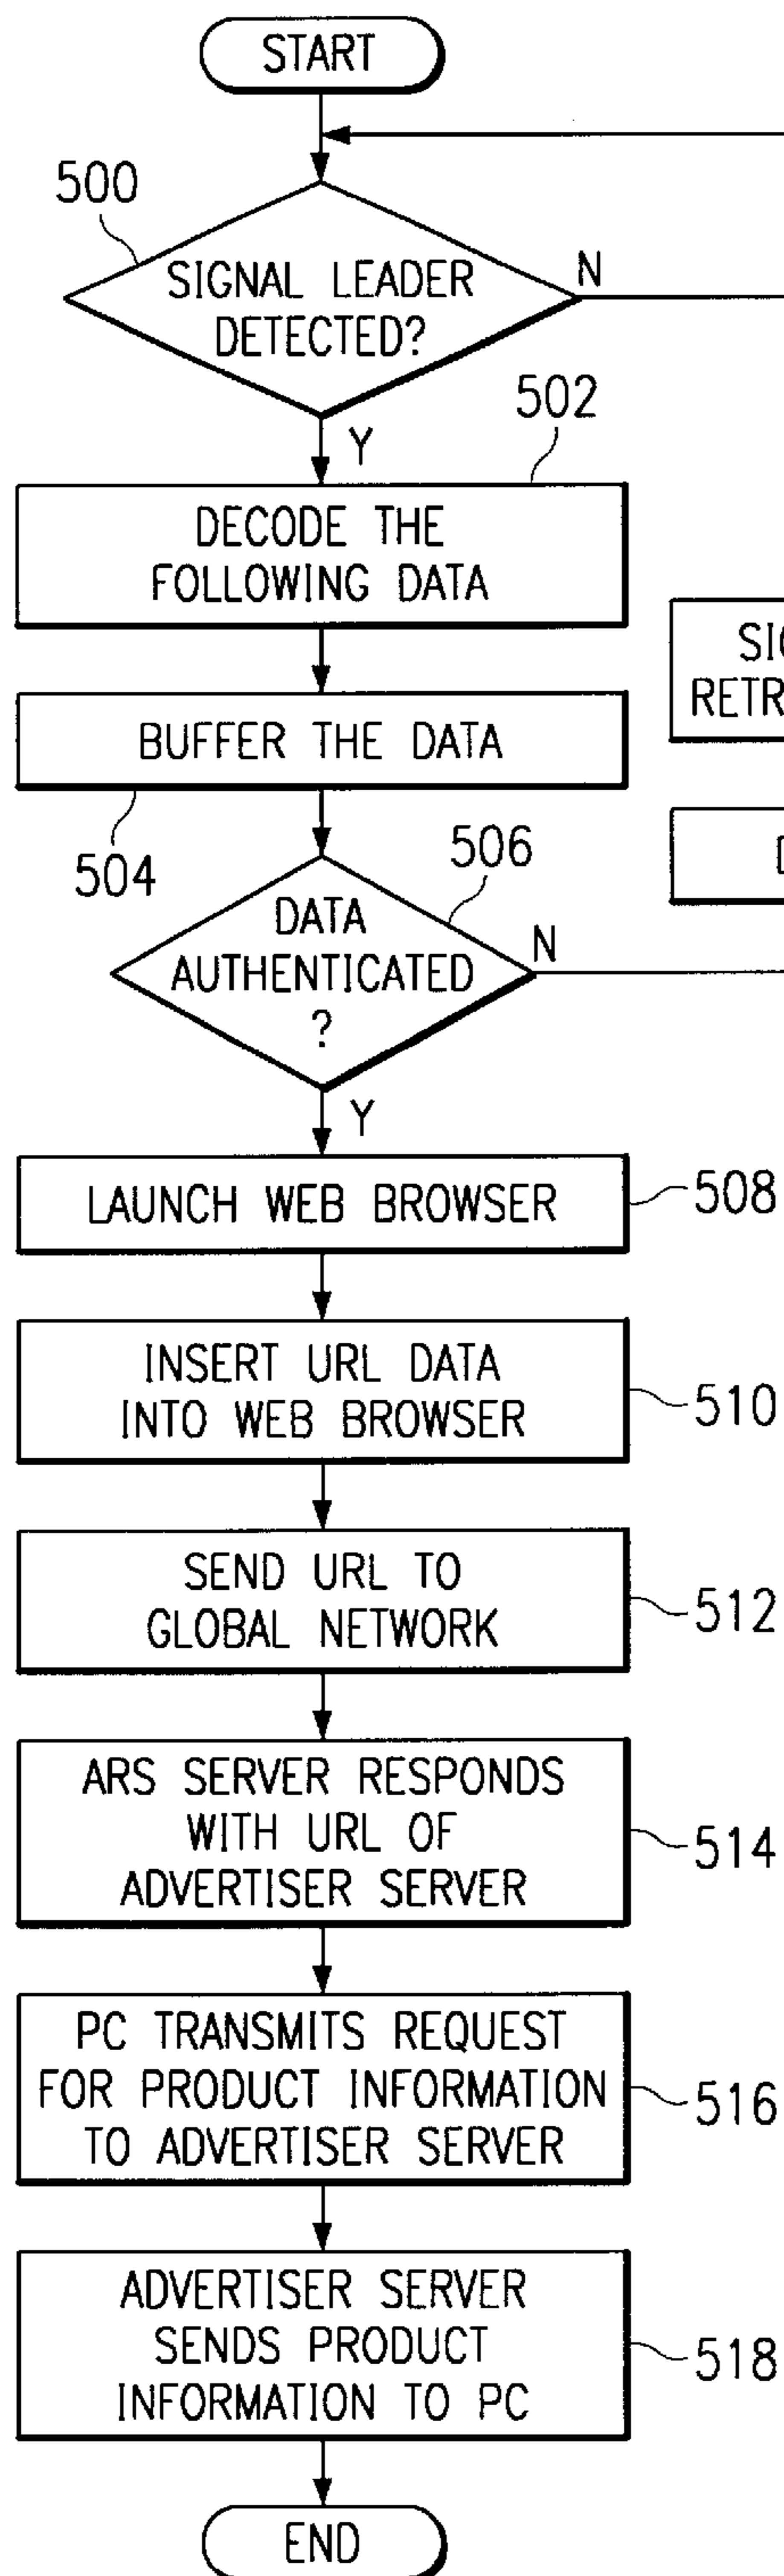 START
500
SIGNAL LEADER
DETECTED?
N
Y
502
DECODE THE
FOLLOWING DATA
BUFFER THE DATA
504
506
DATA
AUTHENTICATED
?
N
Y
LAUNCH WEB BROWSER
508
INSERT URL DATA
INTO WEB BROWSER
510
SEND URL TO
GLOBAL NETWORK
512
ARS SERVER RESPONDS
WITH URL OF
ADVERTISER SERVER
514
PC TRANSMITS REQUEST
FOR PRODUCT INFORMATION
TO ADVERTISER SERVER
516
ADVERTISER SERVER
SENDS PRODUCT
INFORMATION TO PC
518
END